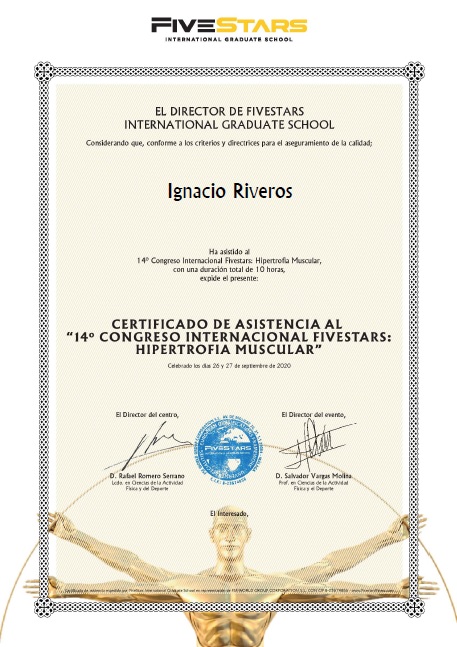 FIVESTARS
INTERNATIONAL GRADUATE SCHOOL
EL DIRECTOR DE FIVESTARS
INTERNATIONAL GRADUATE SCHOOL
Considerando que, conforme a los criterios y directrices para el aseguramiento de la calidad;
Ignacio Riveros
Ha asistido al
14º Congreso Internacional Fivestars: Hipertrofia Muscular,
con una duración total de 10 horas,
expide el presente:
CERTIFICADO DE ASISTENCIA AL
“14º CONGRESO INTERNACIONAL FIVESTARS:
HIPERTROFIA MUSCULAR”
Celebrado los días 26 y 27 de septiembre de 2020
El Director del centro,
El Director del evento,
FIVESTARS
INTERNATIONAL GRADUATE SCHOOL
D. Rafael Romero Serrano
Lcdo. en Ciencias de la Actividad
Física y del Deporte
D. Salvador Vargas Molina
Prof. en Ciencias de la Actividad
Física y el Deporte
El Interesado,